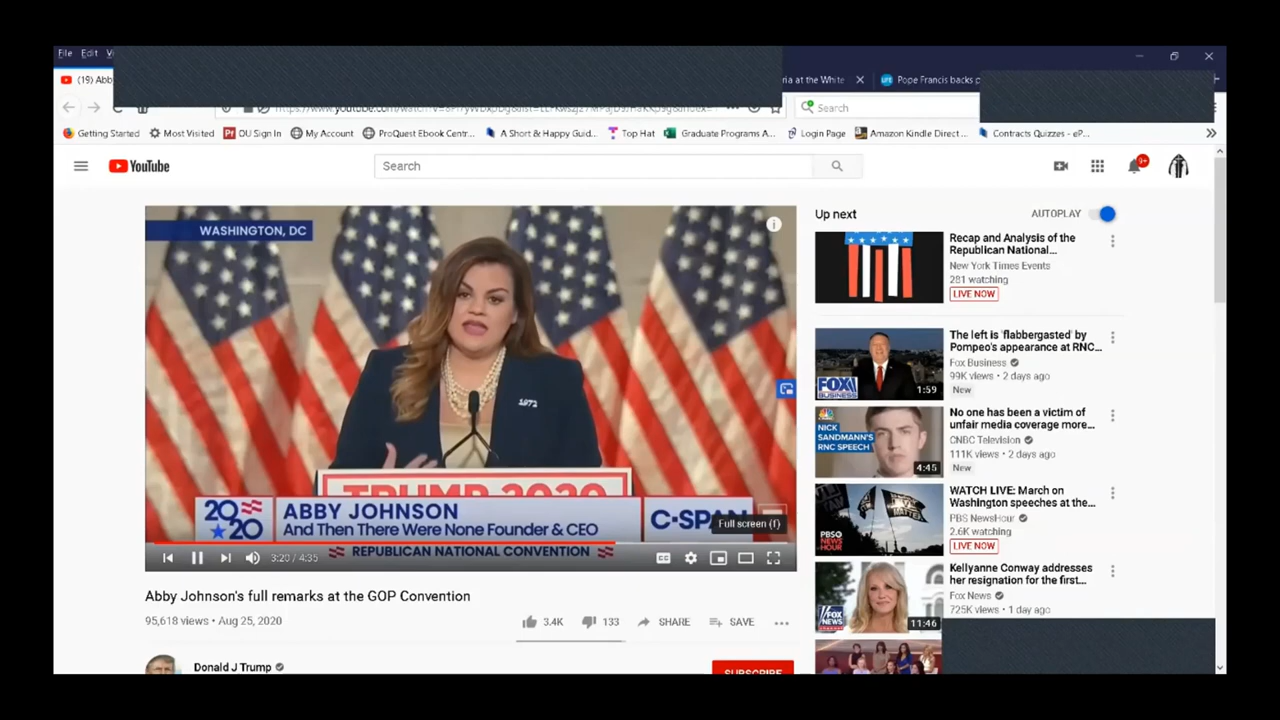 File Edit
(19) Abb
ria at the White
Pope Francis backs p
Search
Getting Started
Most Visited
OU Sign In
My Account
ProQuest Ebook Centr...
A Short & Happy Guid...
Top Hat
Graduate Programs A...
Login Page
Amazon Kindle Direct...
Contracts Quizzes - eP...
YouTube
Search
9+
WASHINGTON, DC
1972
TRUMP 2020
2020
ABBY JOHNSON
And Then There Were None Founder & CEO
C-SPAN
Full screen (f)
3:20 / 4:35
REPUBLICAN NATIONAL CONVENTION
Abby Johnson's full remarks at the GOP Convention
95,618 views • Aug 25, 2020
3.4K
133
SHARE
SAVE
Donald J Trump
SUBSCRIBE
Up next
AUTOPLAY
Recap and Analysis of the
Republican National...
New York Times Events
281 watching
LIVE NOW
FOX
BUSINESS
1:59
The left is 'flabbergasted' by
Pompeo's appearance at RNC...
Fox Business
99K views • 2 days ago
New
NICK
SANDMANN'S
RNC SPEECH
4:45
No one has been a victim of
unfair media coverage more...
CNBC Television
111K views • 2 days ago
New
PBSO
NEWS
HOUR
WATCH LIVE: March on
Washington speeches at the...
PBS NewsHour
2.6K watching
LIVE NOW
FOX
NEWS
11:46
Kellyanne Conway addresses
her resignation for the first...
Fox News
725K views • 1 day ago